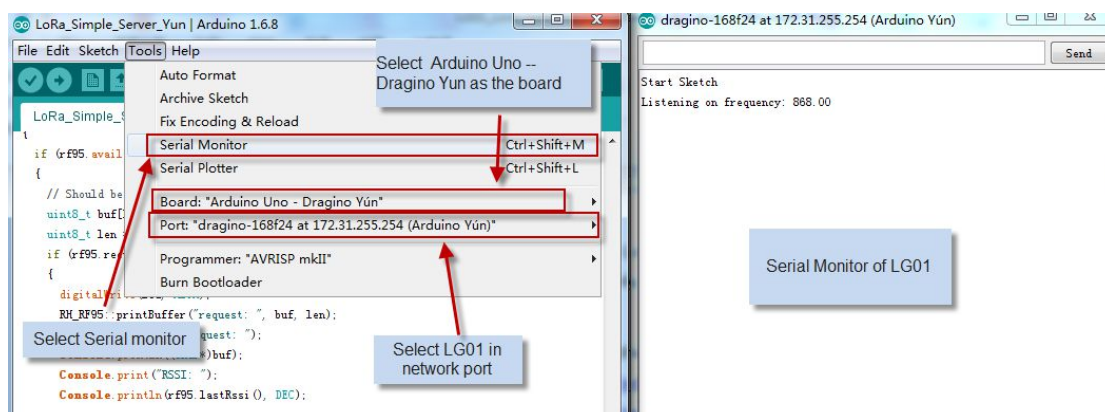 LoRa_Simple_Server_Yun | Arduino 1.6.8
File Edit Sketch Tools Help
Auto Format
Archive Sketch
Fix Encoding & Reload
Serial Monitor Ctrl+Shift+M
Serial Plotter Ctrl+Shift+L
Board: "Arduino Uno - Dragino Yún"
Port: "dragino-168f24 at 172.31.255.254 (Arduino Yún)"
Programmer: "AVRISP mkII"
Burn Bootloader
Select Arduino Uno --
Dragino Yun as the board
LoRa_Simple_S
{
if (rf95.avail
{
// Should be
uint8_t buf[
uint8_t len
if (rf95.rec
{
RH_RF95::printBuffer("request: ", buf, len);
quest: ");
*)buf);
Console.print("RSSI: ");
Console.println(rf95.lastRssi(), DEC);
Select Serial monitor
Select LG01 in
network port
dragino-168f24 at 172.31.255.254 (Arduino Yún)
Send
Start Sketch
Listening on frequency: 868.00
Serial Monitor of LG01